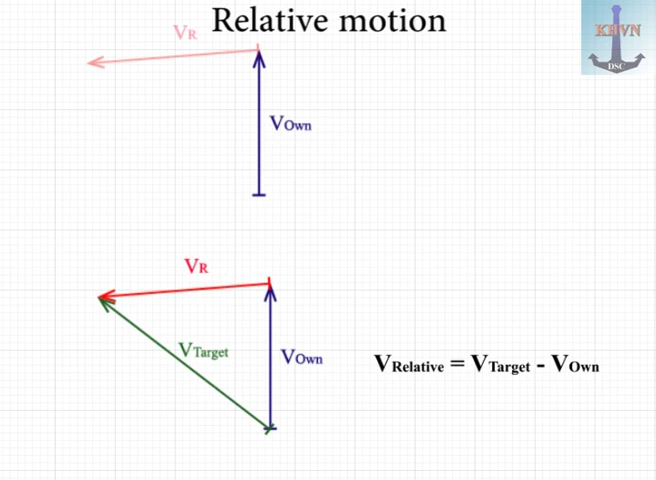 Relative motion
VR
KHVN
DSC
VOwn
VR
VTarget
VOwn
VRelative = VTarget - VOwn